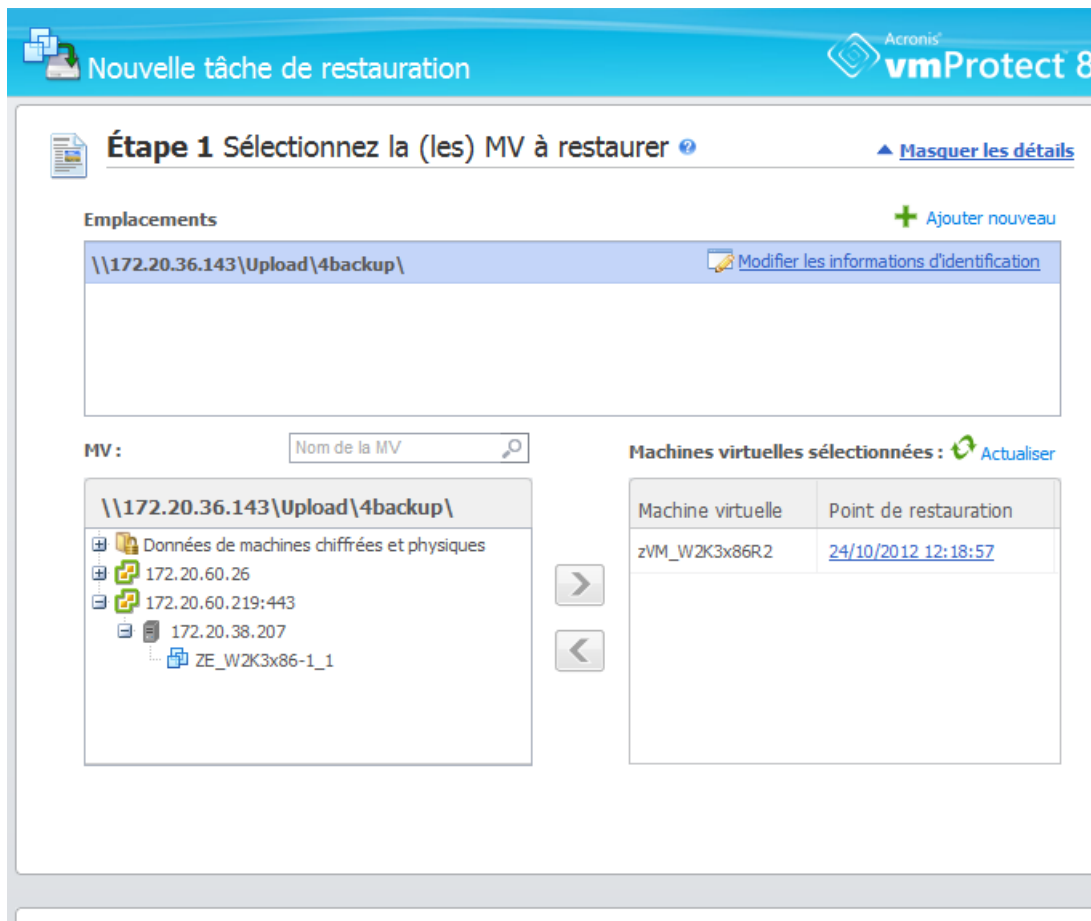 Nouvelle tâche de restauration
Acronis®
vmProtect™ 8
Étape 1 Sélectionnez la (les) MV à restaurer
Masquer les détails
Emplacements
Ajouter nouveau
\\172.20.36.143\Upload\4backup\
Modifier les informations d'identification
MV :
Nom de la MV
Machines virtuelles sélectionnées :
Actualiser
\\172.20.36.143\Upload\4backup\
Données de machines chiffrées et physiques
172.20.60.26
172.20.60.219:443
172.20.38.207
ZE_W2K3x86-1_1
Machine virtuelle
Point de restauration
zVM_W2K3x86R2
24/10/2012 12:18:57